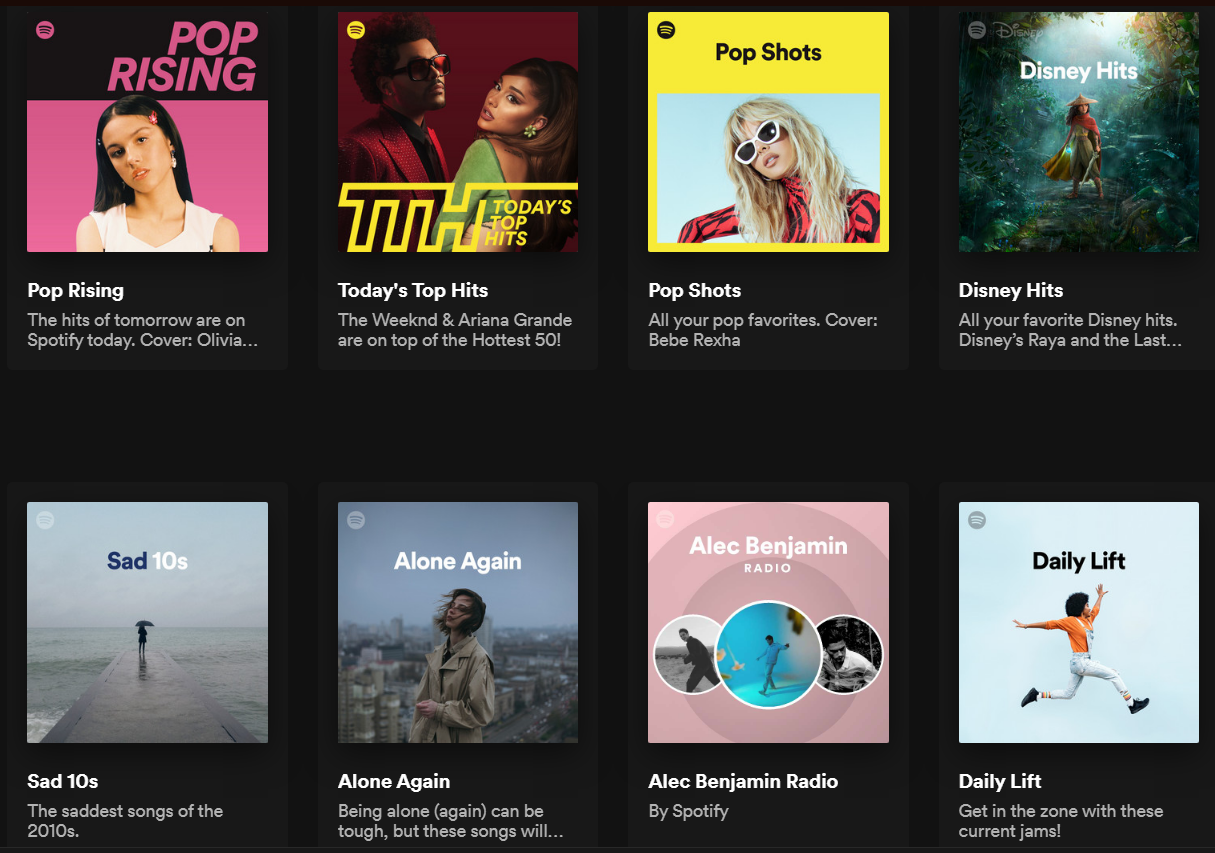 POP
RISING
TTH TODAY'S
TOP
HITS
Pop Shots
Disney
Disney Hits
Pop Rising
The hits of tomorrow are on
Spotify today. Cover: Olivia...
Today's Top Hits
The Weeknd & Ariana Grande
are on top of the Hottest 50!
Pop Shots
All your pop favorites. Cover:
Bebe Rexha
Disney Hits
All your favorite Disney hits.
Disney’s Raya and the Last...
Sad 10s
Alone Again
Alec Benjamin
RADIO
Daily Lift
Sad 10s
The saddest songs of the
2010s.
Alone Again
Being alone (again) can be
tough, but these songs will...
Alec Benjamin Radio
By Spotify
Daily Lift
Get in the zone with these
current jams!